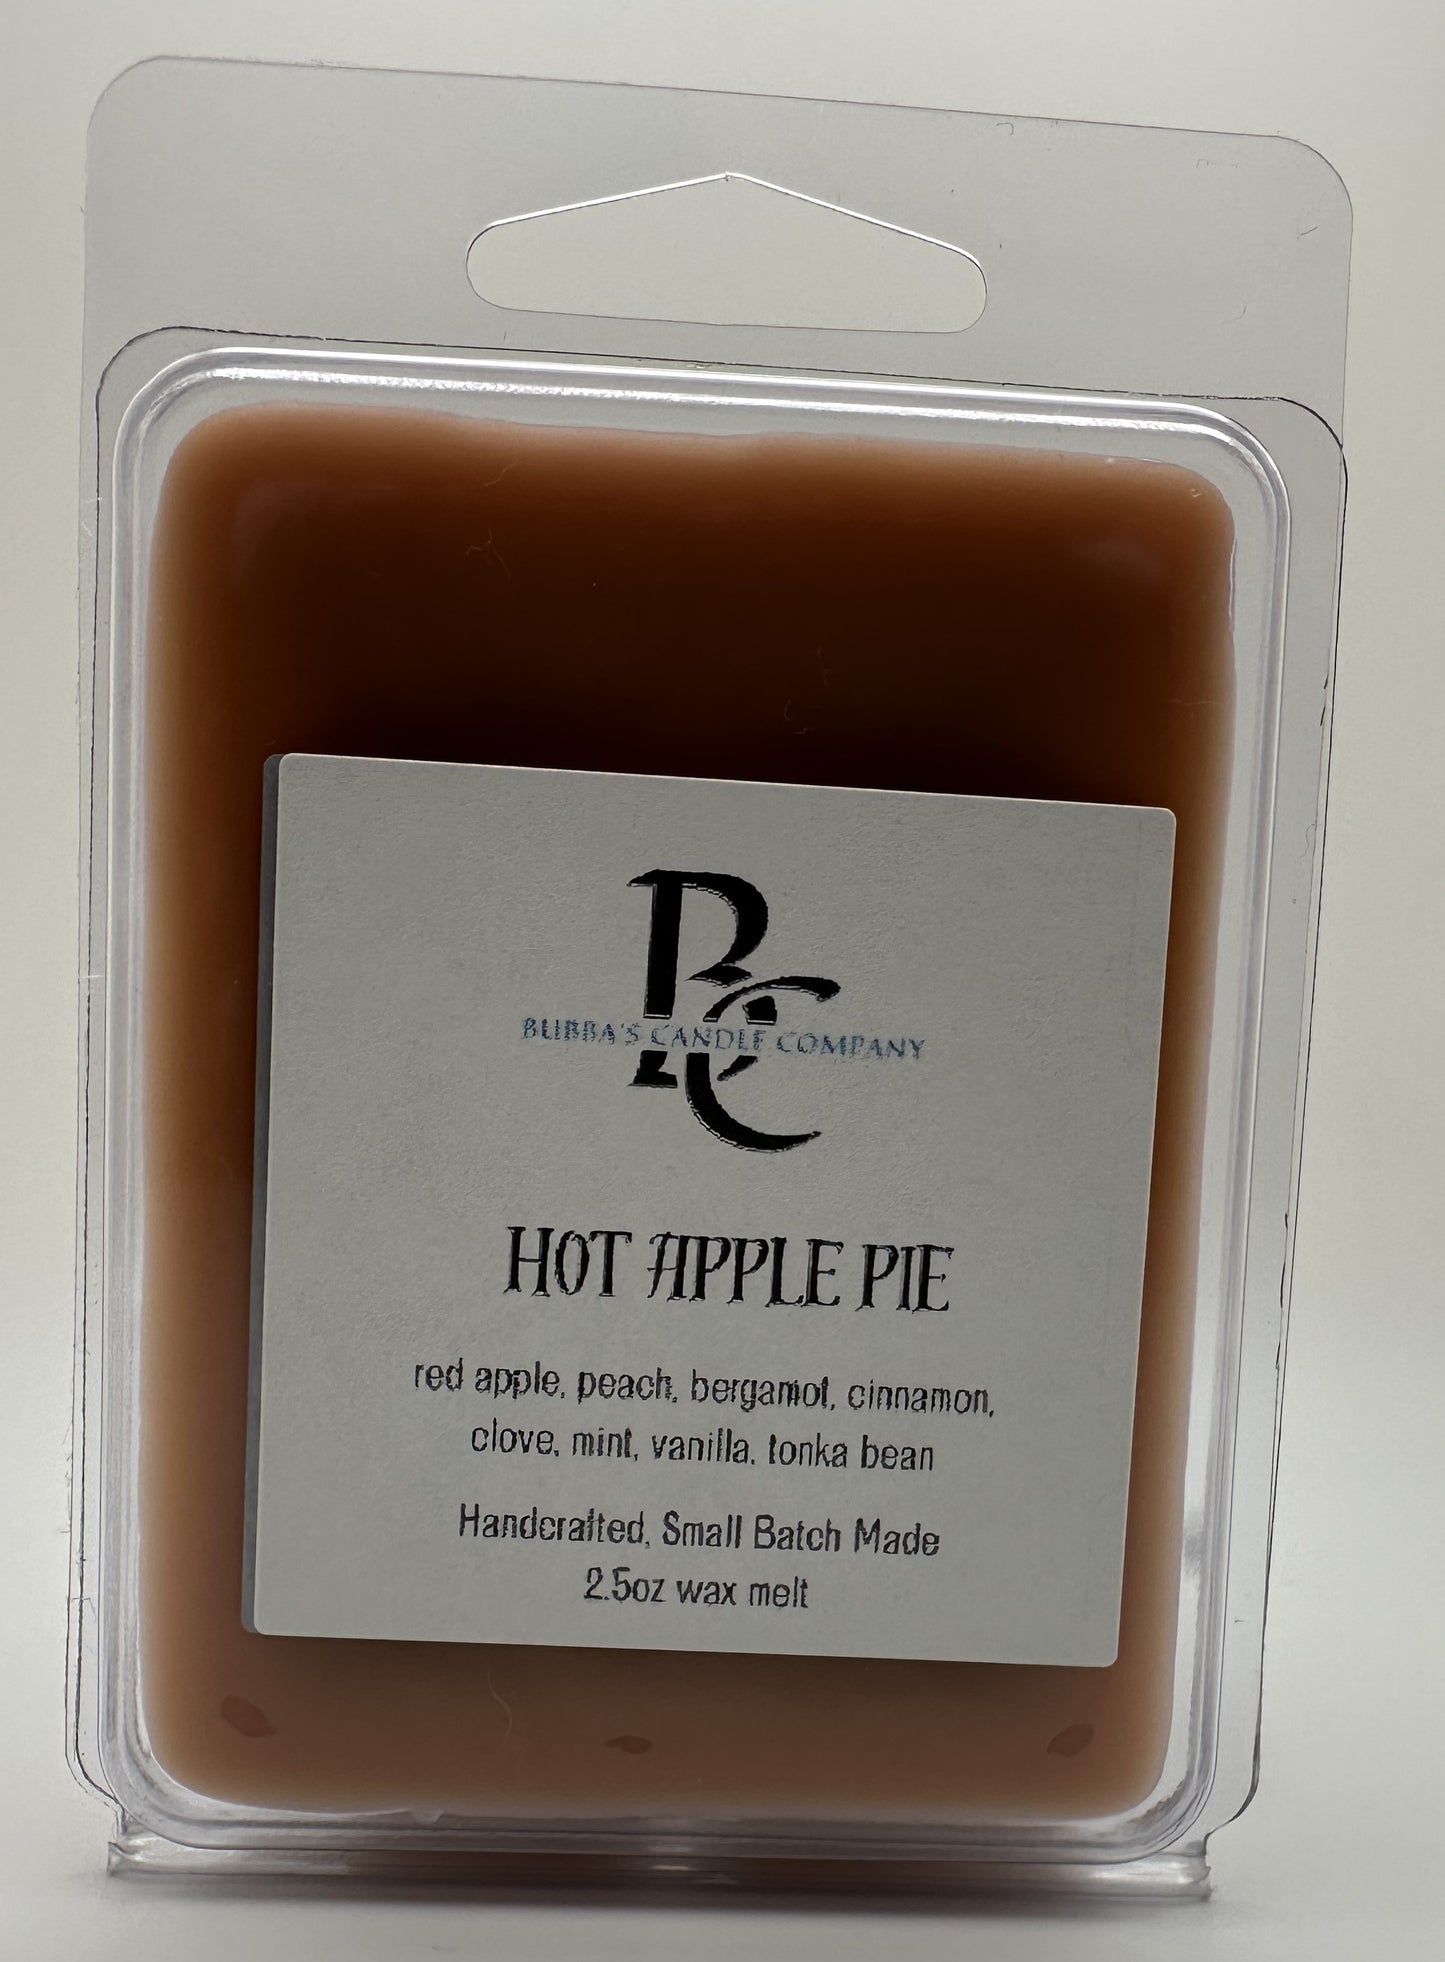 BC
BUBBA'S CANDLE COMPANY
HOT APPLE PIE
red apple, peach, bergamot, cinnamon,
clove, mint, vanilla, tonka bean
Handcrafted, Small Batch Made
2.5oz wax melt